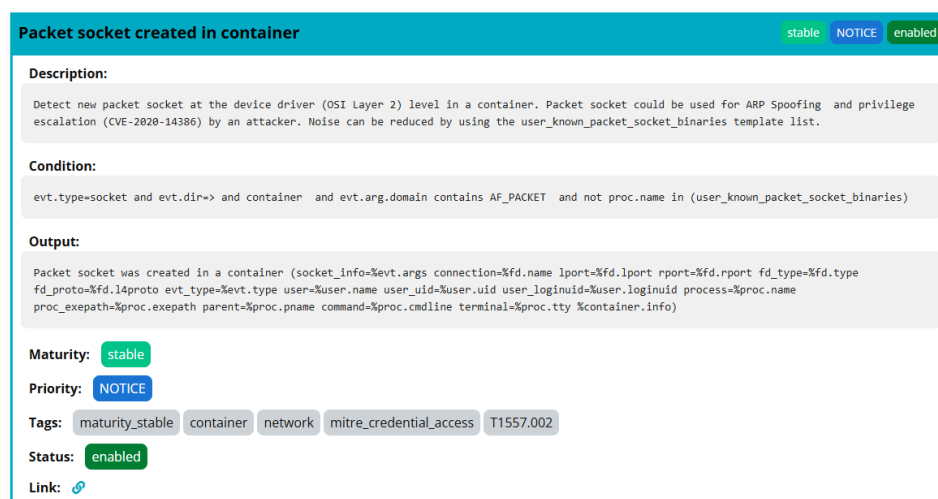 Packet socket created in container stable NOTICE enabled
Description:
Detect new packet socket at the device driver (OSI Layer 2) level in a container. Packet socket could be used for ARP Spoofing  and privilege
escalation (CVE-2020-14386) by an attacker. Noise can be reduced by using the user_known_packet_socket_binaries template list.
Condition:
evt.type=socket and evt.dir=> and container  and evt.arg.domain contains AF_PACKET  and not proc.name in (user_known_packet_socket_binaries)
Output:
Packet socket was created in a container (socket_info=%evt.args connection=%fd.name lport=%fd.lport rport=%fd.rport fd_type=%fd.type
fd_proto=%fd.l4proto evt_type=%evt.type user=%user.name user_uid=%user.uid user_loginuid=%user.loginuid process=%proc.name
proc_exepath=%proc.exepath parent=%proc.pname command=%proc.cmdline terminal=%proc.tty %container.info)
Maturity: stable
Priority: NOTICE
Tags: maturity_stable container network mitre_credential_access T1557.002
Status: enabled
Link: